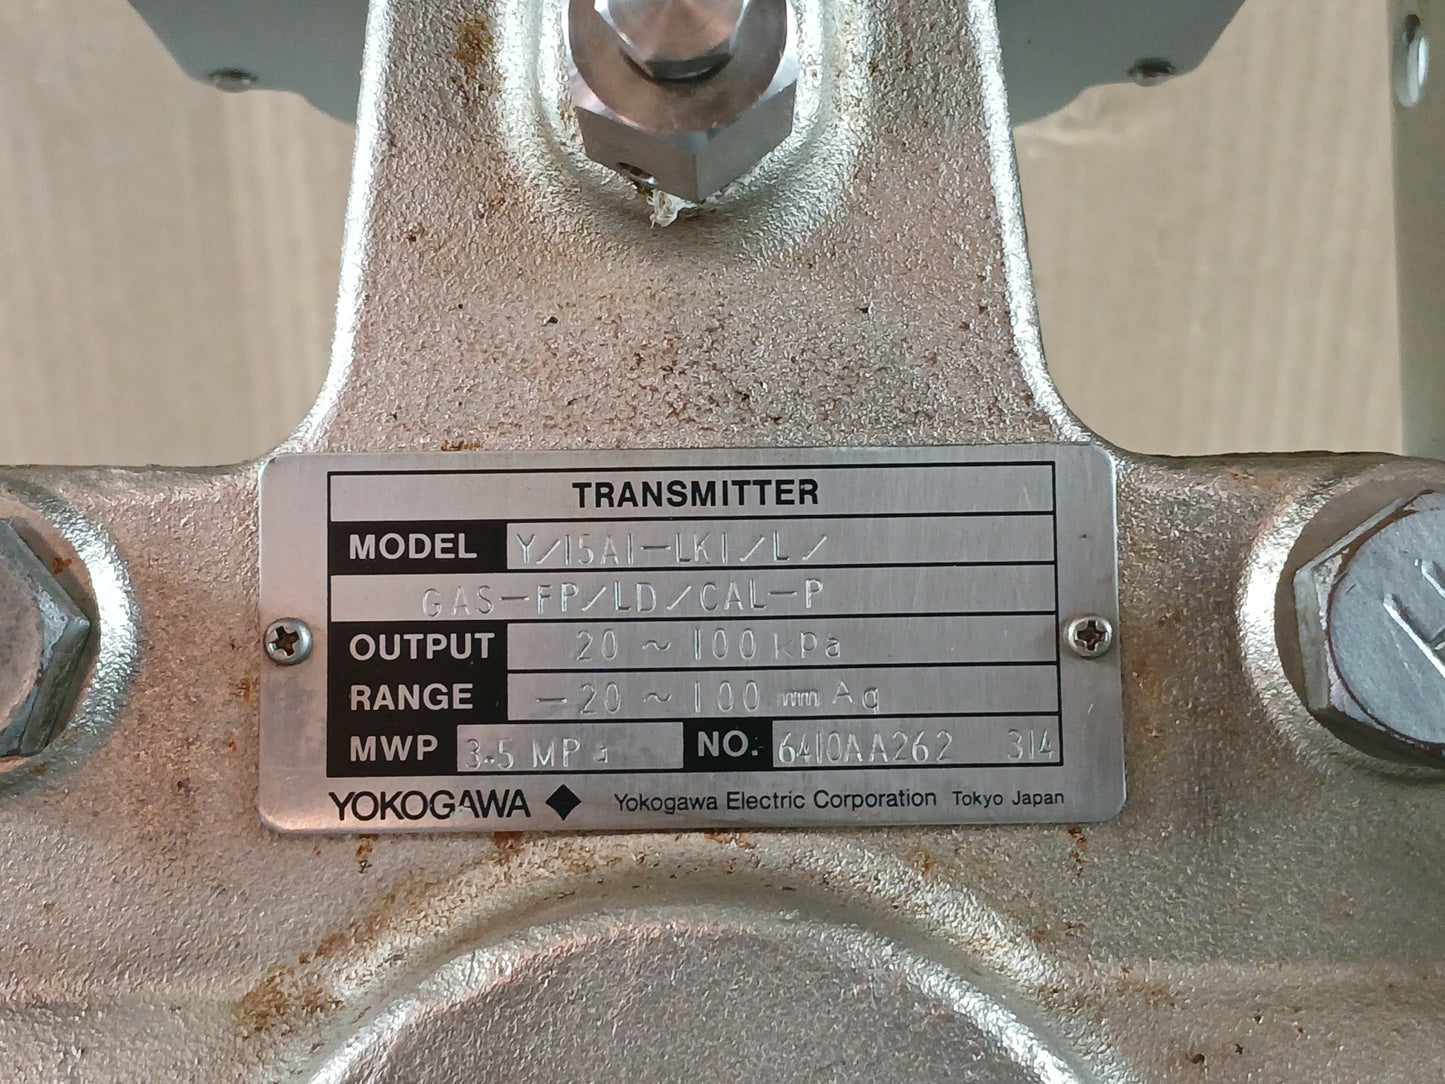 TRANSMITTER
MODEL Y/15A1-LK1/L/
GAS-FP/LD/CAL-P
OUTPUT 20 ~ 100 kPa
RANGE -20 ~ 100 mmAq
MWP 3.5 MPa NO. 6410AA262 314
YOKOGAWA ◆ Yokogawa Electric Corporation Tokyo Japan